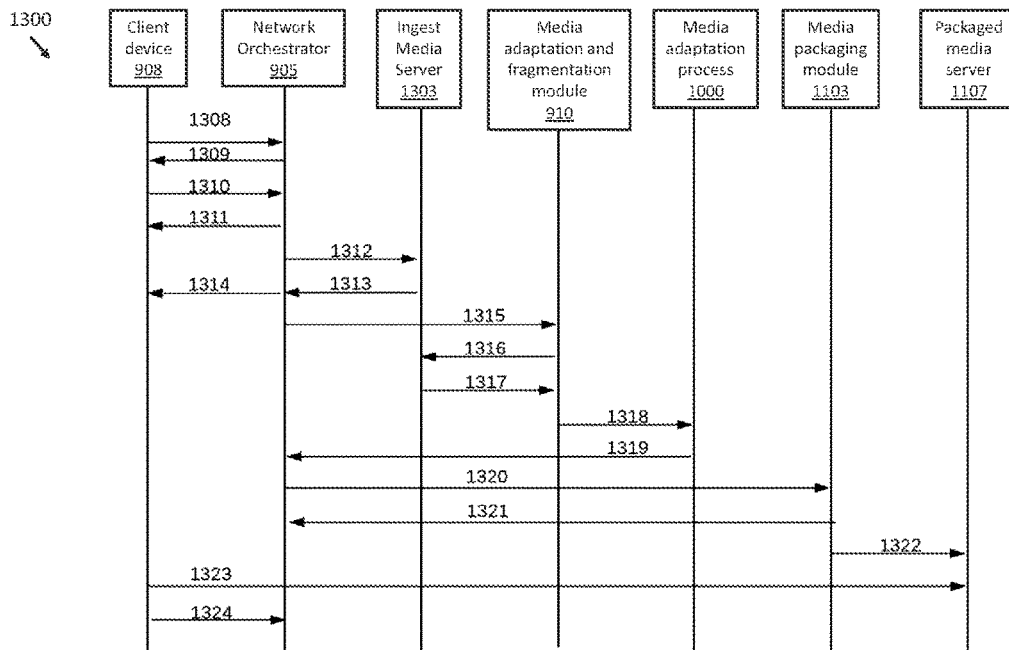 1300
Client
device
908
Network
Orchestrator
905
Ingest
Media
Server
1303
Media
adaptation and
fragmentation
module
910
Media
adaptation
process
1000
Media
packaging
module
1103
Packaged
media
server
1107
1308
1309
1310
1311
1312
1314
1313
1315
1316
1317
1318
1319
1320
1321
1322
1323
1324